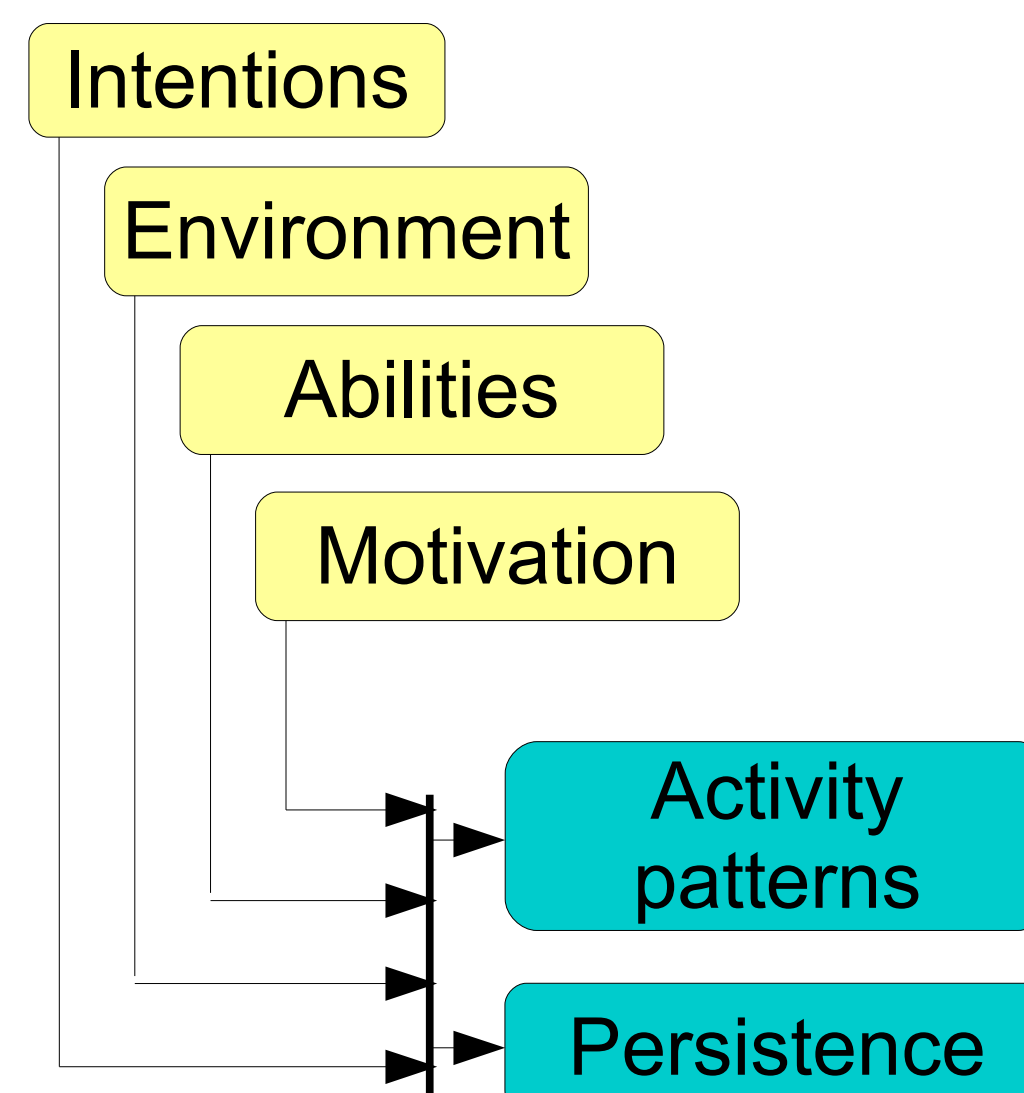 Intentions
Environment
Abilities
Motivation
Activity
patterns
Persistence